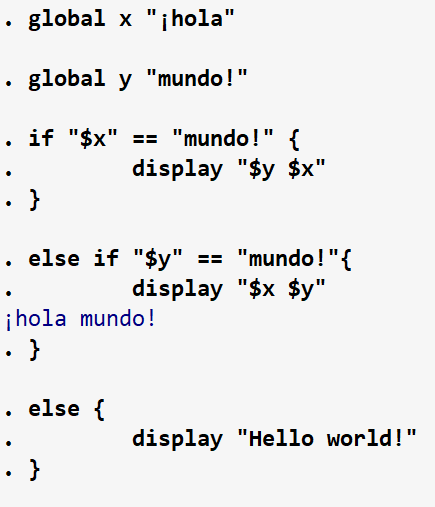 . global x "¡hola"
. global y "mundo!"
. if "$x" == "mundo!" {
.         display "$y $x"
. }
. else if "$y" == "mundo!"{
.         display "$x $y"
¡hola mundo!
. }
. else {
.         display "Hello world!"
. }